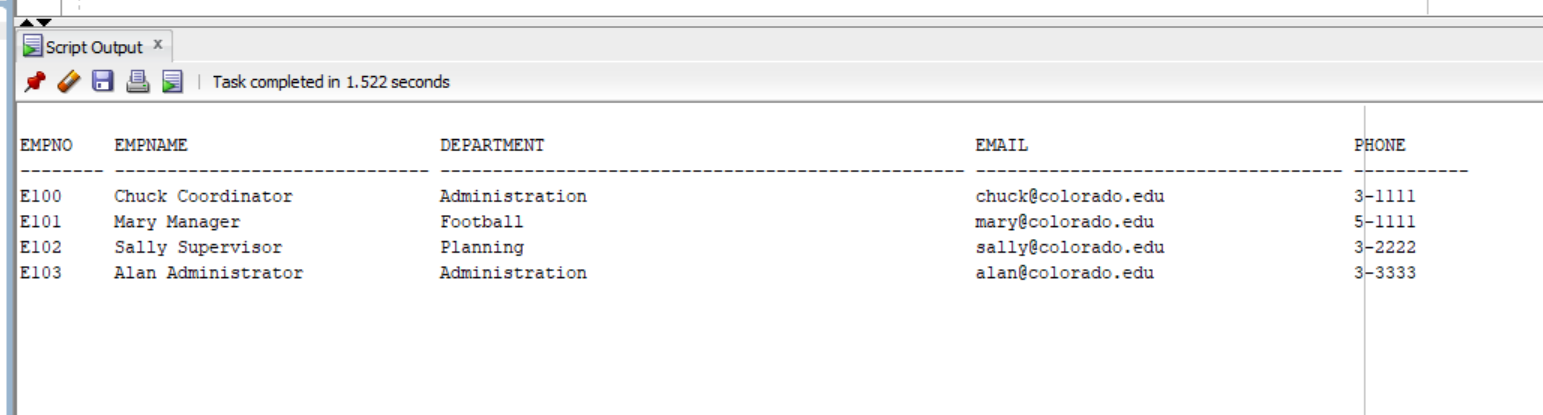 Script Output x
Task completed in 1.522 seconds
EMPNO    EMPNAME                        DEPARTMENT                                         EMAIL                               PHONE
-------- ------------------------------ -------------------------------------------------- ----------------------------------- -----------
E100     Chuck Coordinator              Administration                                     chuck@colorado.edu                  3-1111
E101     Mary Manager                   Football                                           mary@colorado.edu                   5-1111
E102     Sally Supervisor               Planning                                           sally@colorado.edu                  3-2222
E103     Alan Administrator             Administration                                     alan@colorado.edu                   3-3333